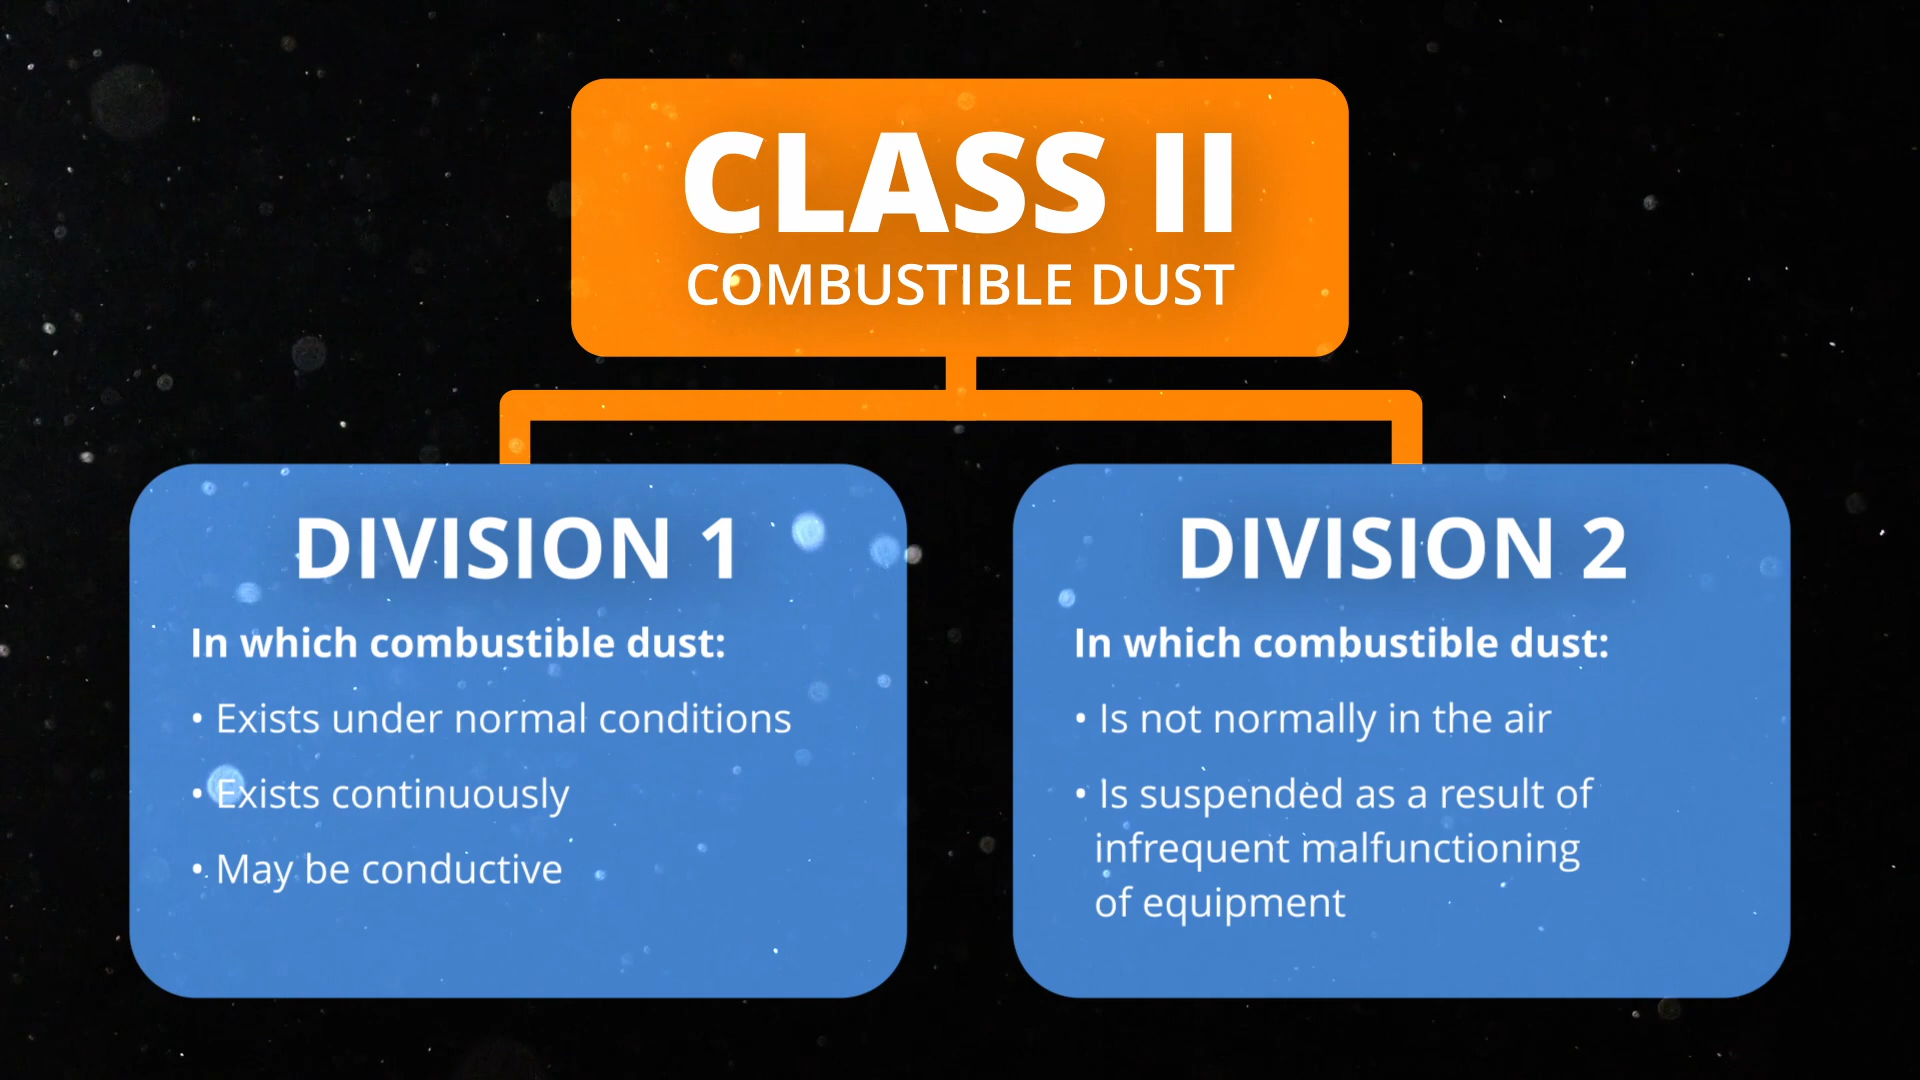 CLASS II
COMBUSTIBLE DUST
DIVISION 1
In which combustible dust:
• Exists under normal conditions
• Exists continuously
• May be conductive
DIVISION 2
In which combustible dust:
• Is not normally in the air
• Is suspended as a result of
infrequent malfunctioning
of equipment